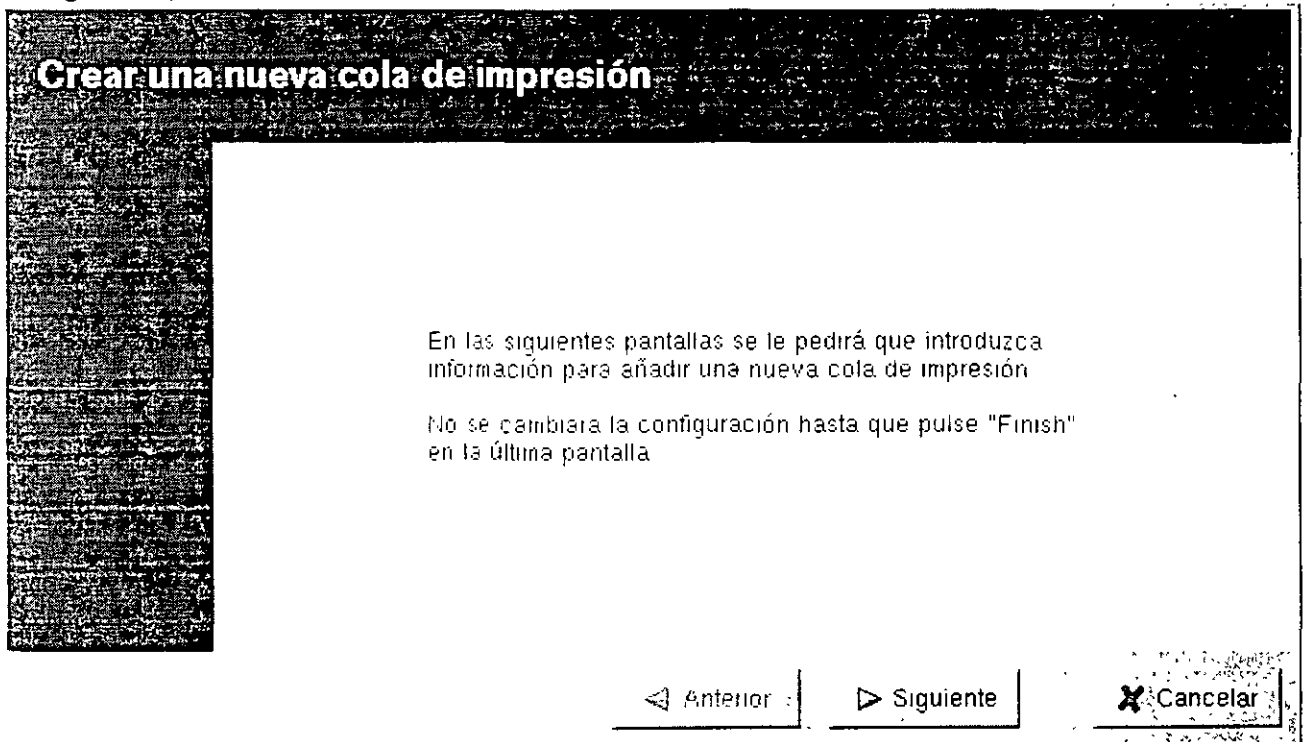 Crear una nueva cola de impresión
En las siguientes pantallas se le pedirá que introduzca
información para añadir una nueva cola de impresión
No se cambiara la configuración hasta que pulse "Finish"
en la última pantalla
Anterior
Siguiente
Cancelar